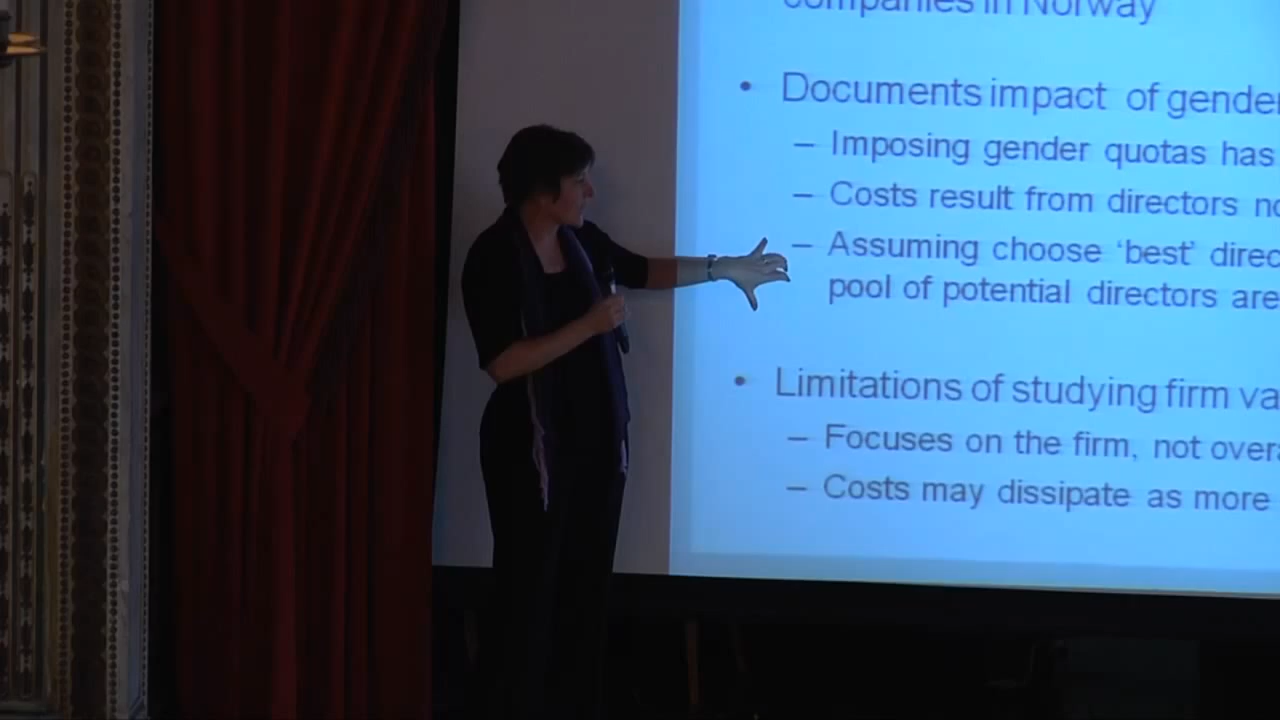 companies in Norway
• Documents impact of gender
– Imposing gender quotas has
– Costs result from directors
– Assuming choose ‘best’
pool of potential directors are
• Limitations of studying firm
– Focuses on the firm, not
– Costs may dissipate as more